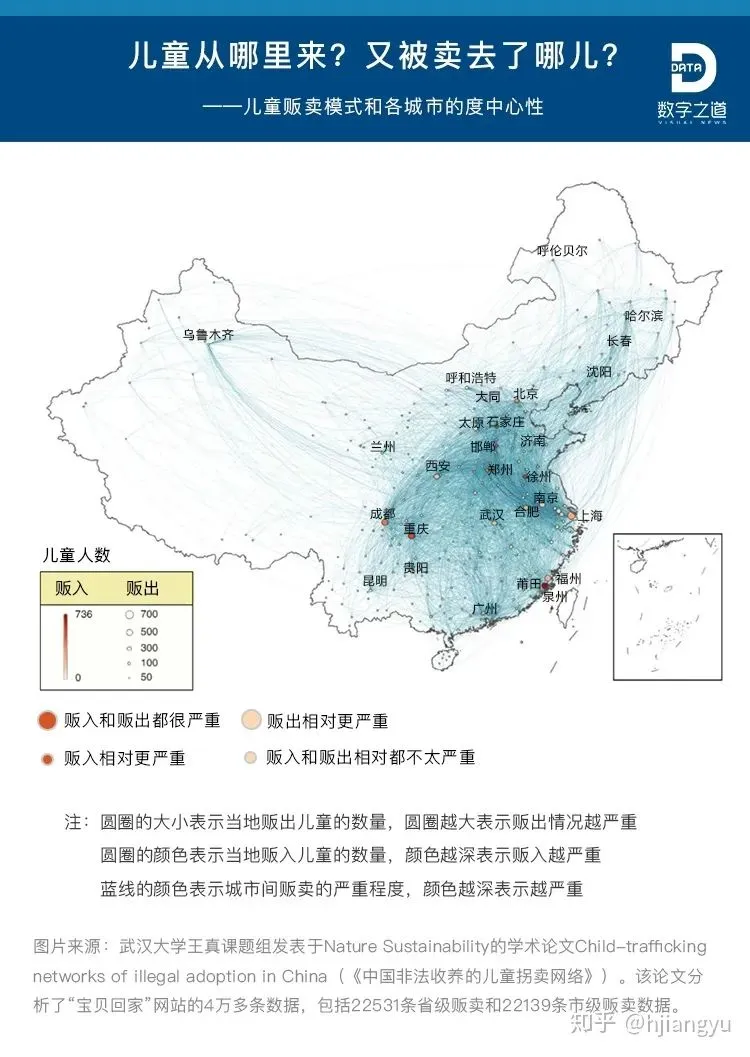 儿童从哪里来？又被卖去了哪儿？
——儿童贩卖模式和各城市的度中心性
DATA
数字之道
VISUAL NEWS
呼伦贝尔
哈尔滨
乌鲁木齐
长春
沈阳
呼和浩特
大同 北京
太原 石家庄
兰州 邯郸 济南
西安 郑州 徐州
成都 武汉 合肥 南京 上海
重庆
贵阳
昆明
莆田 福州
泉州
广州
儿童人数
贩入 贩出
736 700
500
300
100
0 50
贩入和贩出都很严重 贩出相对更严重
贩入相对更严重 贩入和贩出相对都不太严重
注：圆圈的大小表示当地贩出儿童的数量，圆圈越大表示贩出情况越严重
圆圈的颜色表示当地贩入儿童的数量，颜色越深表示贩入越严重
蓝线的颜色表示城市间贩卖的严重程度，颜色越深表示越严重
图片来源：武汉大学王真课题组发表于Nature Sustainability的学术论文Child-trafficking
networks of illegal adoption in China（《中国非法收养的儿童拐卖网络》）。该论文分
析了“宝贝回家”网站的4万多条数据，包括22531条省级贩卖和22139条市级贩卖数据。
知乎 @hjiangyu